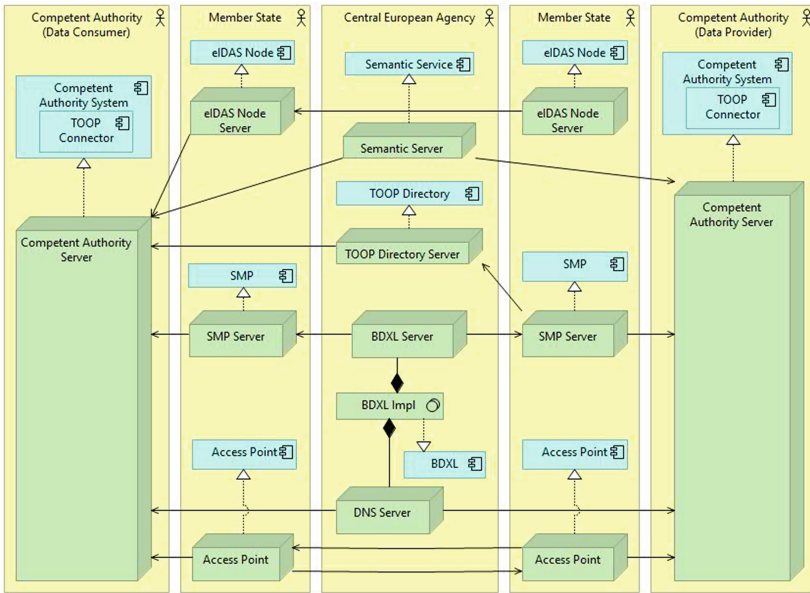 Competent Authority
(Data Consumer)
Member State
Central European Agency
Member State
Competent Authority
(Data Provider)
eIDAS Node
Semantic Service
eIDAS Node
Competent
Authority System
TOOP
Connector
Competent
Authority System
TOOP
Connector
eIDAS Node
Server
eIDAS Node
Server
Semantic Server
TOOP Directory
Competent
Authority Server
Competent Authority
Server
TOOP Directory Server
SMP
SMP
SMP Server
BDXL Server
SMP Server
BDXL Impl
Access Point
BDXL
Access Point
DNS Server
Access Point
Access Point